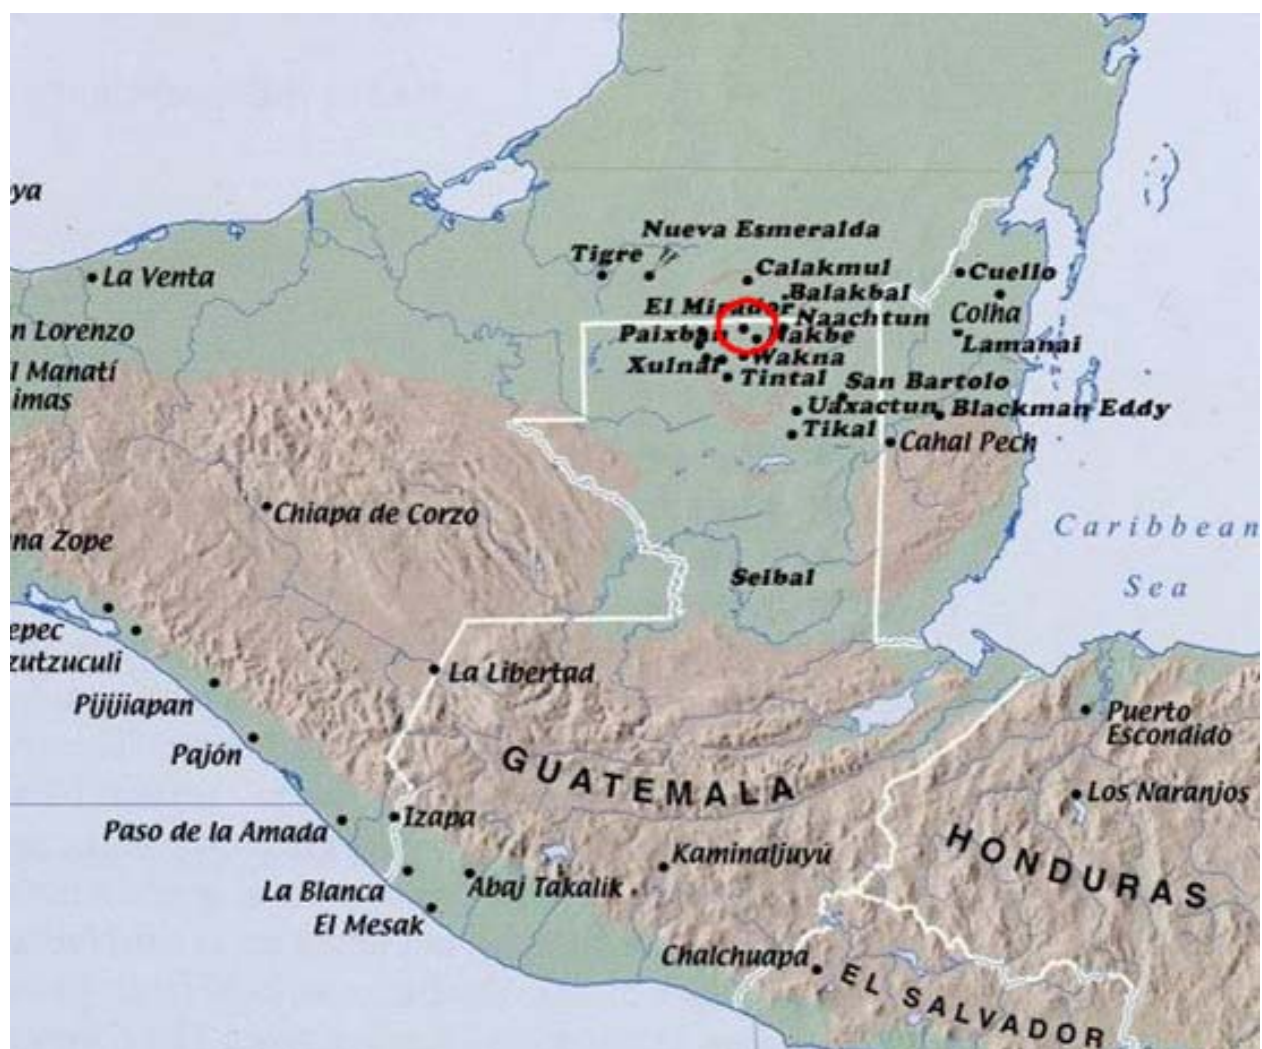 ya
Nueva Esmeralda
Tigre
Calakmul
Cuello
La Venta
Balakbal
El Mirador
Colha
Naachtun
n Lorenzo
Paixban
Nakbe
Lamanai
Wakna
Xulnar
l Manatí
Tintal
San Bartolo
imas
Uaxactun
Blackman Eddy
Tikal
Cahal Pech
Chiapa de Corzo
Caribbean
Sea
na Zope
Seibal
epec
zutzuculi
La Libertad
Pijijiapan
Puerto
Escondido
Pajón
GUATEMALA
Los Naranjos
Izapa
Paso de la Amada
HONDURAS
Kaminaljuyú
La Blanca
Abaj Takalik
El Mesak
Chalchuapa
EL SALVADOR